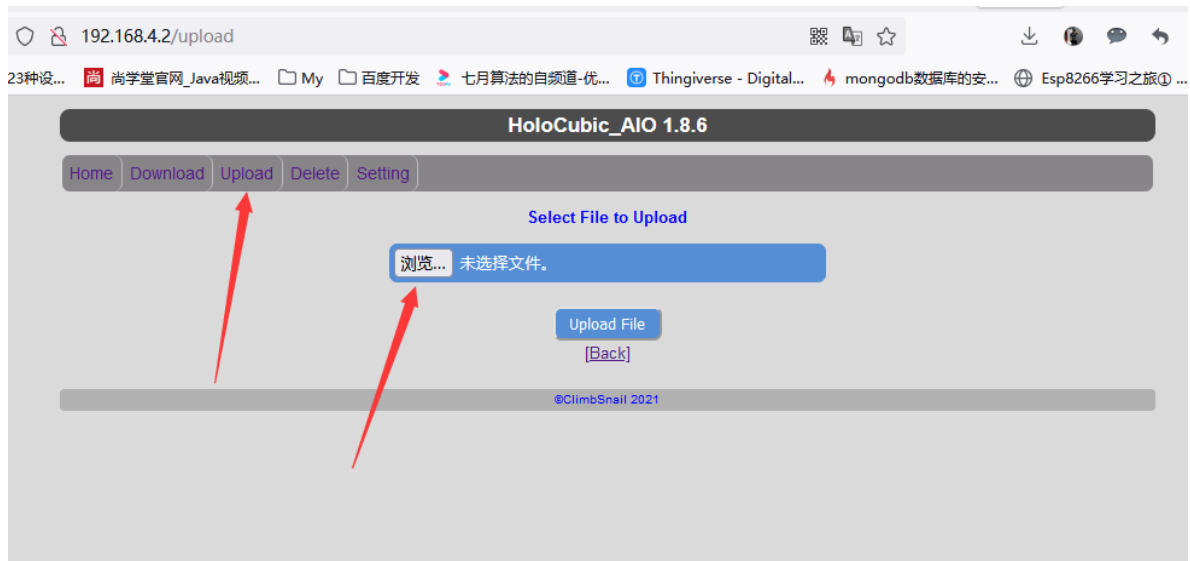 192.168.4.2/upload
23种设... 尚 尚学堂官网_Java视频... My 百度开发 七月算法的自频道-优... Thingiverse - Digital... mongodb数据库的安... Esp8266学习之旅① ...
HoloCubic_AIO 1.8.6
Home Download Upload Delete Setting
Select File to Upload
浏览... 未选择文件。
Upload File
[Back]
©ClimbSnail 2021